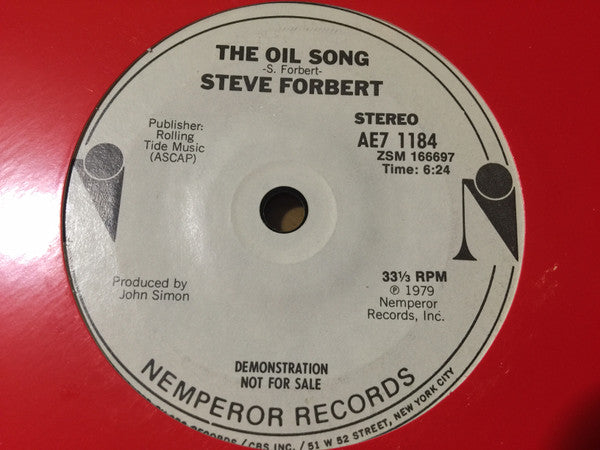 THE OIL SONG
-S. Forbert-
STEVE FORBERT
Publisher:
Rolling
Tide Music
(ASCAP)
STEREO
AE7 1184
ZSM 166697
Time: 6:24
Produced by
John Simon
33⅓ RPM
℗ 1979
Nemperor
Records, Inc.
DEMONSTRATION
NOT FOR SALE
NEMPEROR RECORDS
RECORDS / CBS INC. / 51 W 52 STREET, NEW YORK CITY